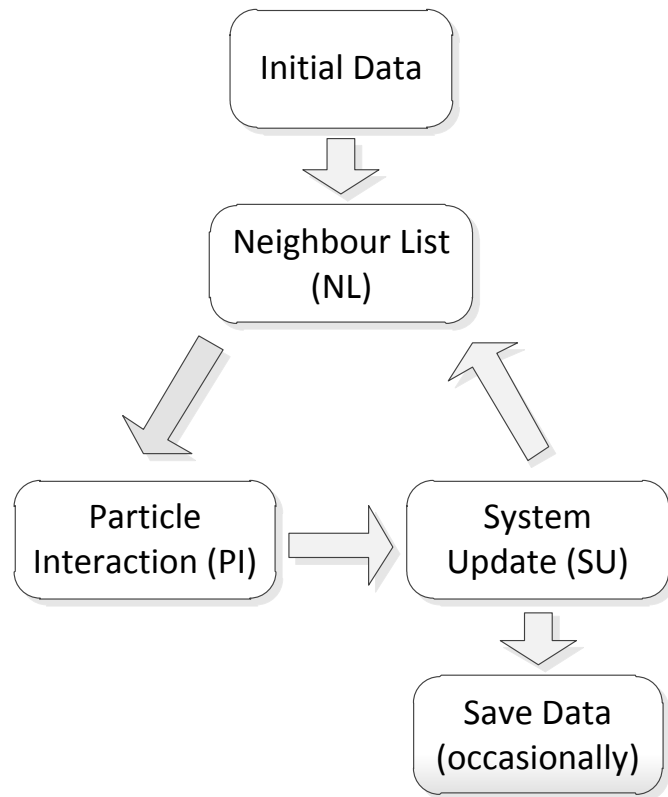 Initial Data
Neighbour List
(NL)
Particle
Interaction (PI)
System
Update (SU)
Save Data
(occasionally)